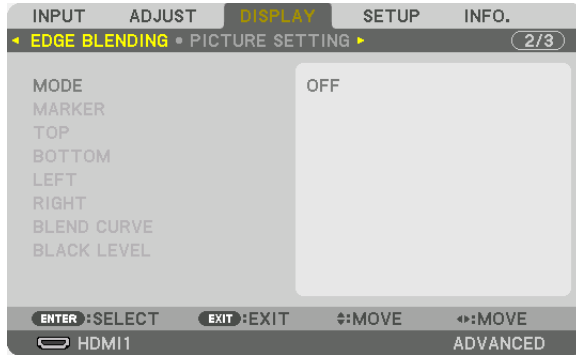 INPUT ADJUST DISPLAY SETUP INFO.
EDGE BLENDING • PICTURE SETTING 2/3
MODE OFF
MARKER
TOP
BOTTOM
LEFT
RIGHT
BLEND CURVE
BLACK LEVEL
ENTER :SELECT EXIT :EXIT :MOVE :MOVE
HDMI1 ADVANCED